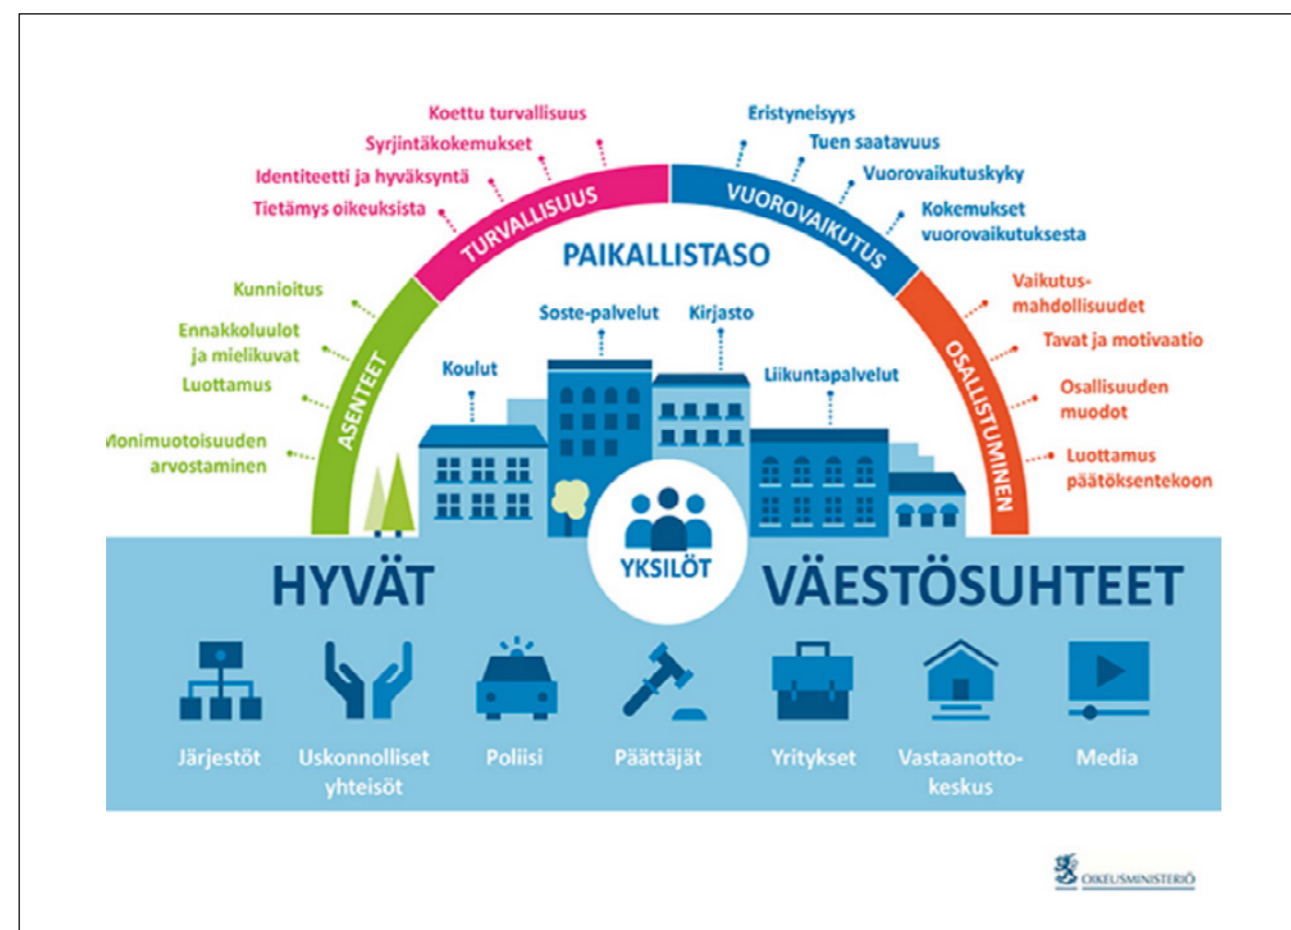 Koettu turvallisuus
Syrjintäkokemukset
Identiteetti ja hyväksyntä
Tietämys oikeuksista
TURVALLISUUS
Eristyneisyys
Tuen saatavuus
Vuorovaikutuskyky
Kokemukset
vuorovaikutuksesta
VUOROVAIKUTUS
PAIKALLISTASO
Kunnioitus
Ennakkoluulot
ja mielikuvat
Luottamus
Monimuotoisuuden
arvostaminen
ASENTEET
Koulut
Soste-palvelut
Kirjasto
Liikuntapalvelut
Vaikutus-
mahdollisuudet
Tavat ja motivaatio
Osallisuuden
muodot
Luottamus
päätöksentekoon
OSALLISTUMINEN
YKSILÖT
HYVÄT
VÄESTÖSUHTEET
Järjestöt
Uskonnolliset
yhteisöt
Poliisi
Päättäjät
Yritykset
Vastaanotto-
keskus
Media
OIKEUSMINISTERIÖ